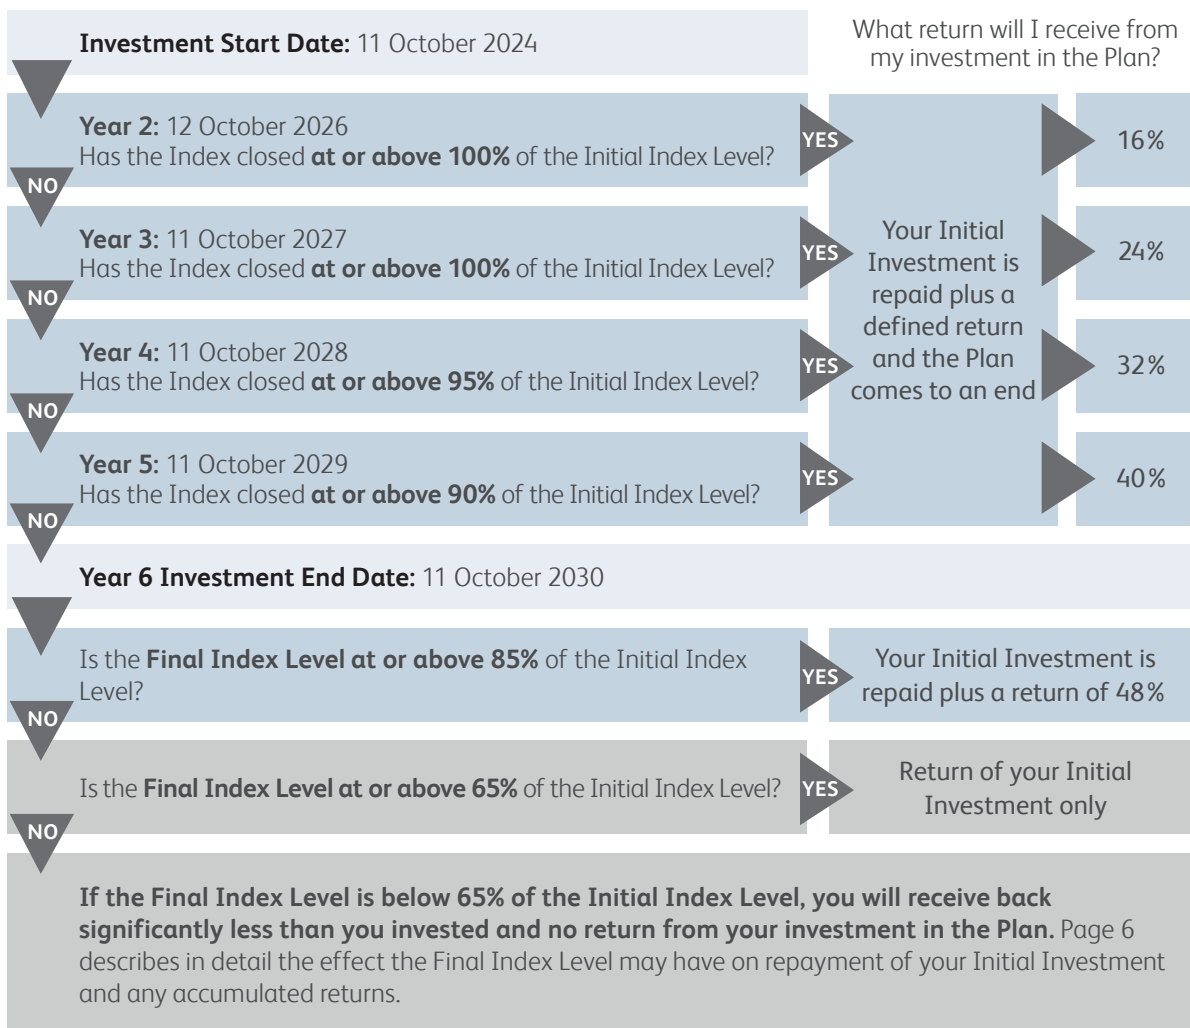 Investment Start Date: 11 October 2024
What return will I receive from
my investment in the Plan?
Year 2: 12 October 2026
Has the Index closed at or above 100% of the Initial Index Level?
YES
16%
NO
Year 3: 11 October 2027
Has the Index closed at or above 100% of the Initial Index Level?
YES
24%
NO
Year 4: 11 October 2028
Has the Index closed at or above 95% of the Initial Index Level?
YES
32%
NO
Year 5: 11 October 2029
Has the Index closed at or above 90% of the Initial Index Level?
YES
40%
NO
Your Initial
Investment is
repaid plus a
defined return
and the Plan
comes to an end
Year 6 Investment End Date: 11 October 2030
Is the Final Index Level at or above 85% of the Initial Index
Level?
YES
Your Initial Investment is
repaid plus a return of 48%
NO
Is the Final Index Level at or above 65% of the Initial Index Level?
YES
Return of your Initial
Investment only
NO
If the Final Index Level is below 65% of the Initial Index Level, you will receive back
significantly less than you invested and no return from your investment in the Plan. Page 6
describes in detail the effect the Final Index Level may have on repayment of your Initial Investment
and any accumulated returns.